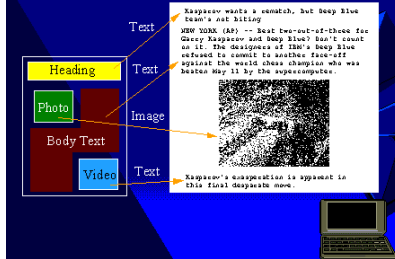 Text
Kasparov wants a rematch, but Deep Blue
team's not biting
NEW YORK (AP) -- Best two-out-of-three for
Garry Kasparov and Deep Blue? Don't count
on it. The designers of IBM's Deep Blue
refused to commit to another face-off
against the world chess champion who was
beaten May 11 by the supercomputer.
Heading
Text
Photo
Image
Body Text
Video
Text
Kasparov's exasperation is apparent in
this final desparate move.